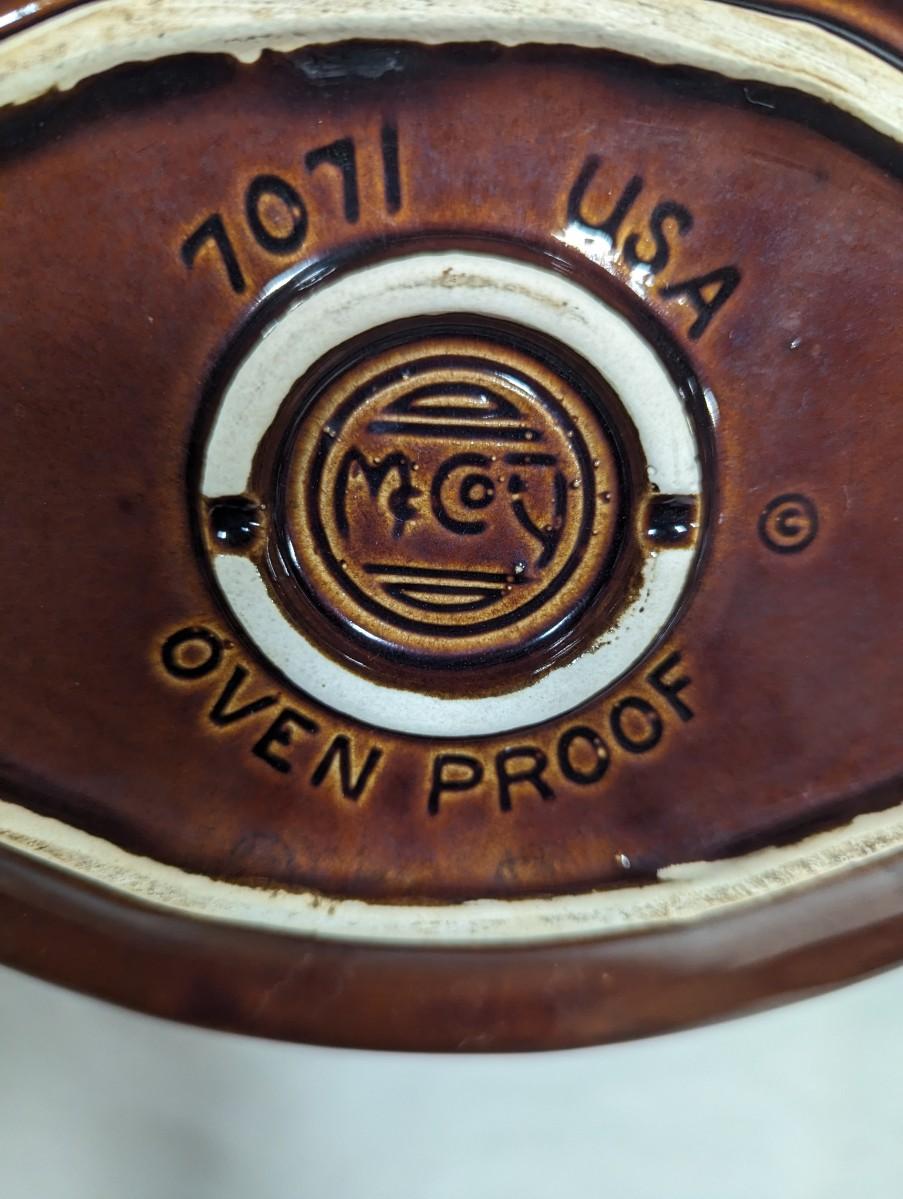 7071 USA
McCoy
©
OVEN PROOF